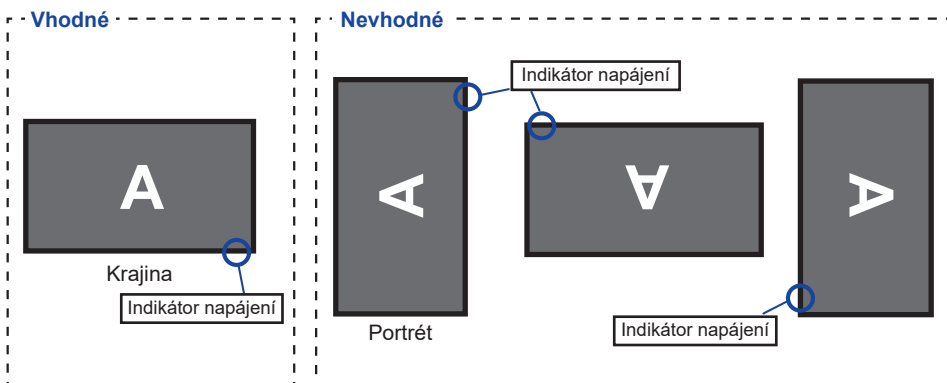 Vhodné
A
Krajina
Indikátor napájení
Nevhodné
Indikátor napájení
A
Portrét
A
A
Indikátor napájení